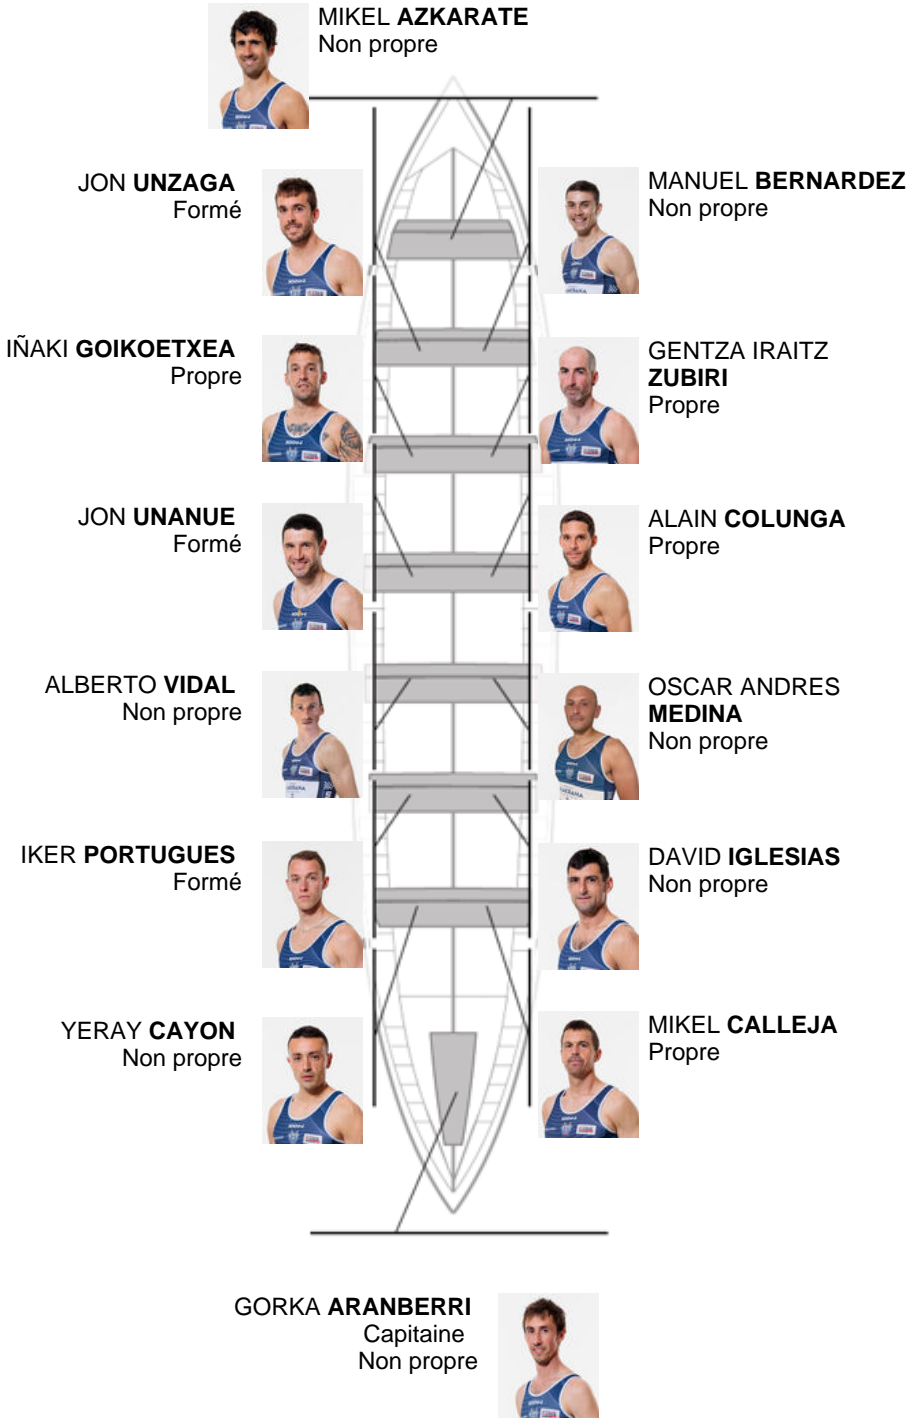 MIKEL AZKARATE
Non propre
JON UNZAGA
Formé
MANUEL BERNARDEZ
Non propre
IÑAKI GOIKOETXEA
Propre
GENTZA IRAITZ
ZUBIRI
Propre
JON UNANUE
Formé
ALAIN COLUNGA
Propre
ALBERTO VIDAL
Non propre
OSCAR ANDRES
MEDINA
Non propre
IKER PORTUGUES
Formé
DAVID IGLESIAS
Non propre
YERAY CAYON
Non propre
MIKEL CALLEJA
Propre
GORKA ARANBERRI
Capitaine
Non propre